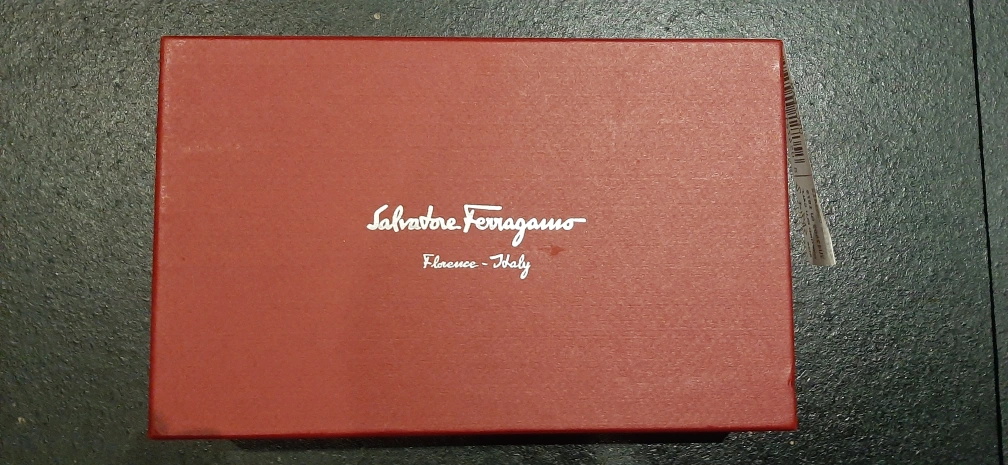 Salvatore Ferragamo
Florence - Italy